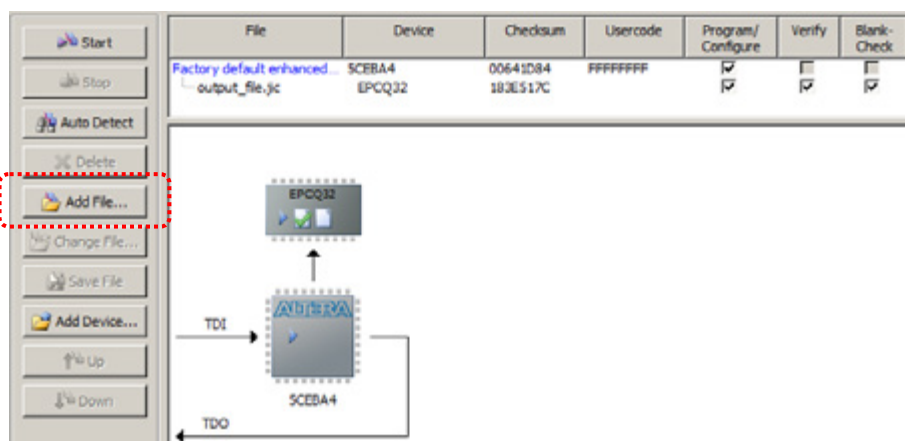 Start
Stop
Auto Detect
Delete
Add File...
Change File...
Save File
Add Device...
Up
Down
File Device Checksum Usercode Program/ Configure Verify Blank- Check
Factory default enhanced... 5CEBA4 00641D84 FFFFFFFF
output_file.jic EPCQ32 183E517C
EPCQ32
ALTERA
TDI
5CEBA4
TDO